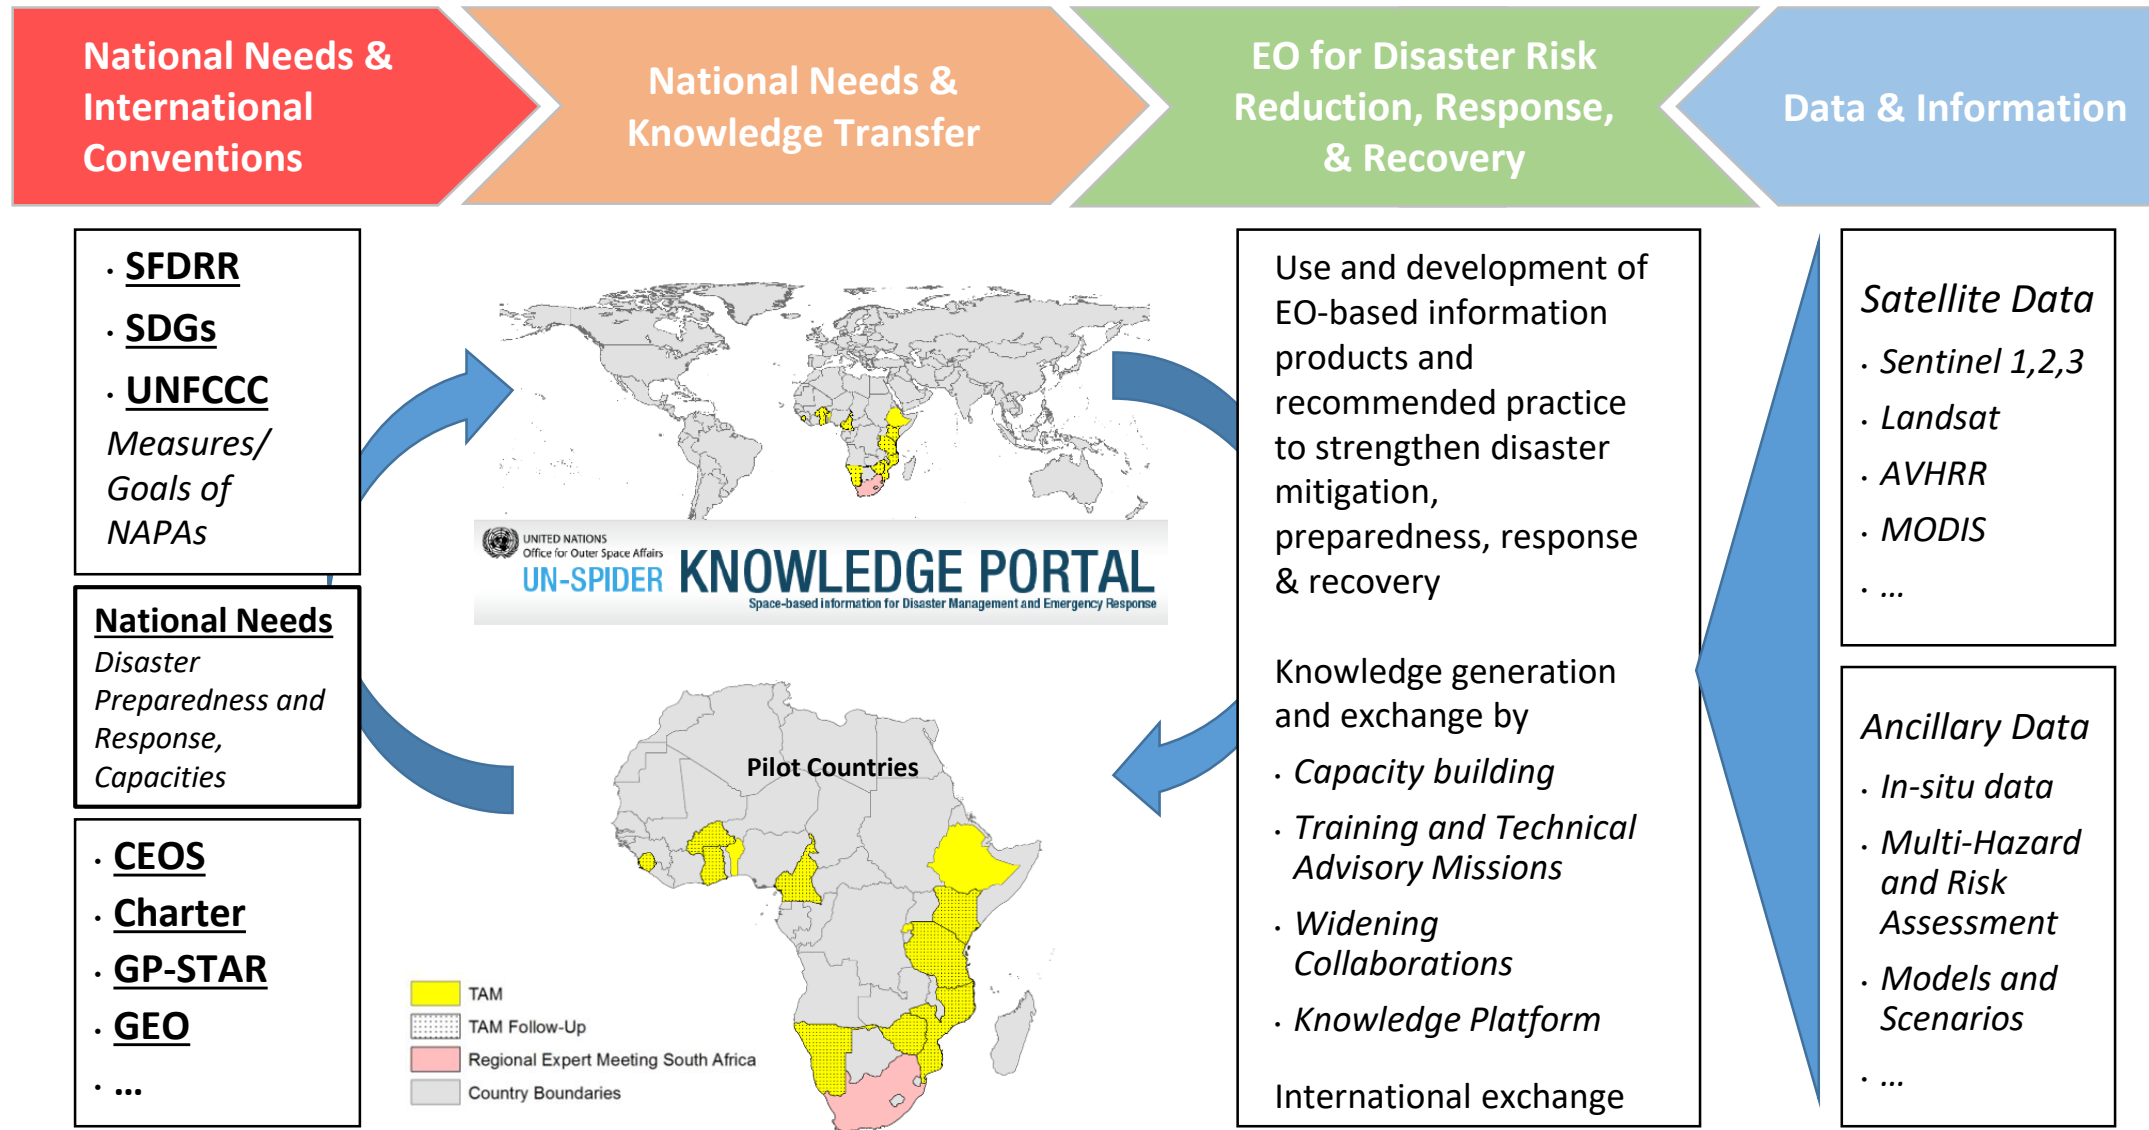 National Needs &
International
Conventions
National Needs &
Knowledge Transfer
EO for Disaster Risk
Reduction, Response,
& Recovery
Data & Information
· SFDRR
· SDGs
· UNFCCC
Measures/
Goals of
NAPAs
National Needs
Disaster
Preparedness and
Response,
Capacities
· CEOS
· Charter
· GP-STAR
· GEO
· ...
UNITED NATIONS
Office for Outer Space Affairs
UN-SPIDER KNOWLEDGE PORTAL
Space-based information for Disaster Management and Emergency Response
Pilot Countries
TAM
TAM Follow-Up
Regional Expert Meeting South Africa
Country Boundaries
Use and development of
EO-based information
products and
recommended practice
to strengthen disaster
mitigation,
preparedness, response
& recovery
Knowledge generation
and exchange by
· Capacity building
· Training and Technical
Advisory Missions
· Widening
Collaborations
· Knowledge Platform
International exchange
Satellite Data
· Sentinel 1,2,3
· Landsat
· AVHRR
· MODIS
· ...
Ancillary Data
· In-situ data
· Multi-Hazard
and Risk
Assessment
· Models and
Scenarios
· ...